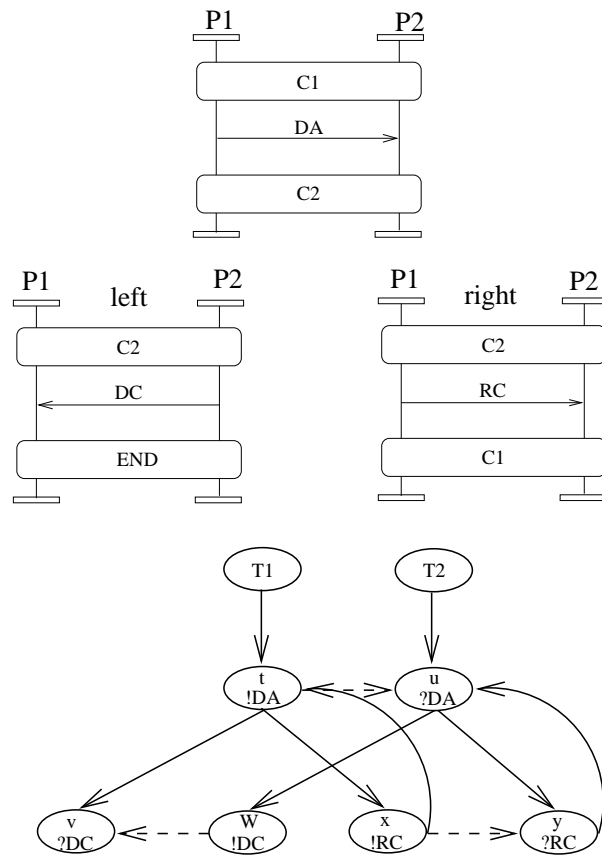 P1 P2
C1
DA
C2
P1 left P2
C2
DC
END
P1 right P2
C2
RC
C1
T1 T2
t u
!DA ?DA
v W x y
?DC !DC !RC ?RC